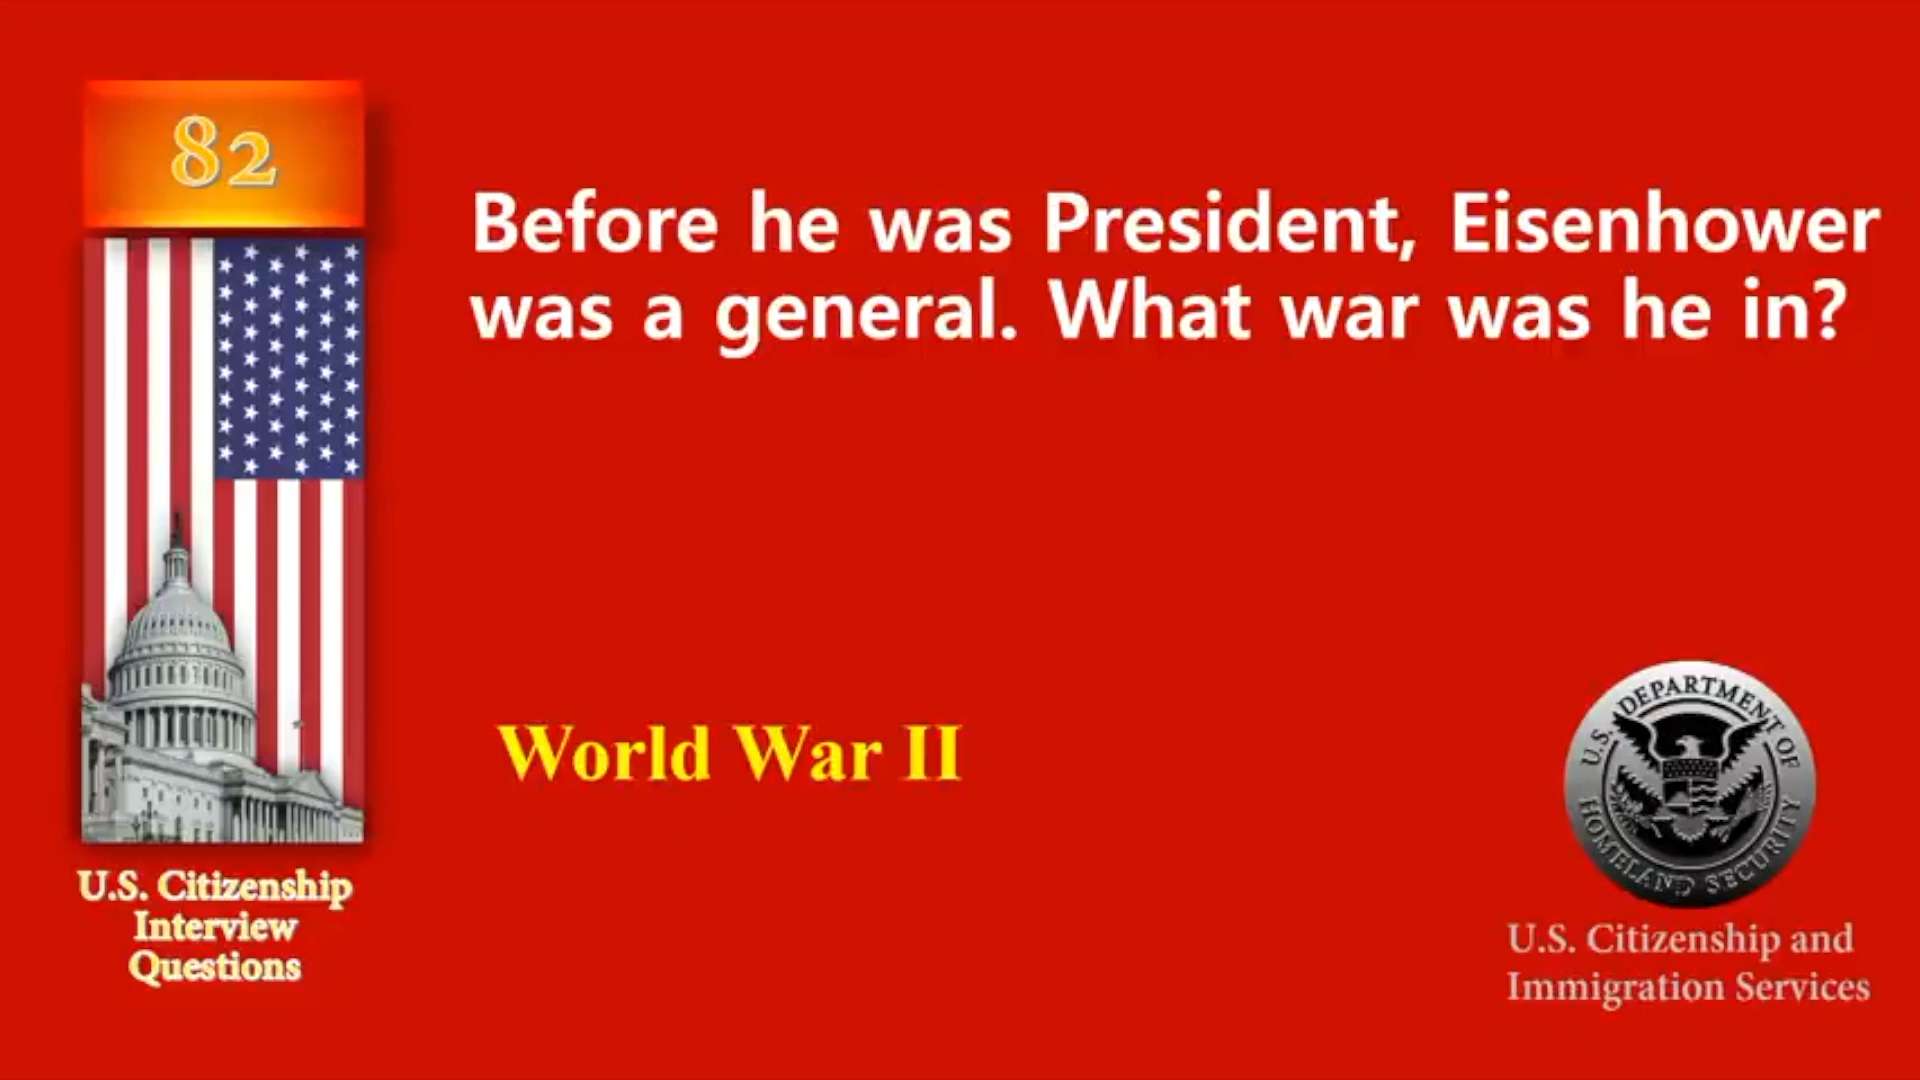 82
Before he was President, Eisenhower
was a general. What war was he in?
World War II
U.S. Citizenship
Interview
Questions
U.S. DEPARTMENT OF
HOMELAND SECURITY
U.S. Citizenship and
Immigration Services